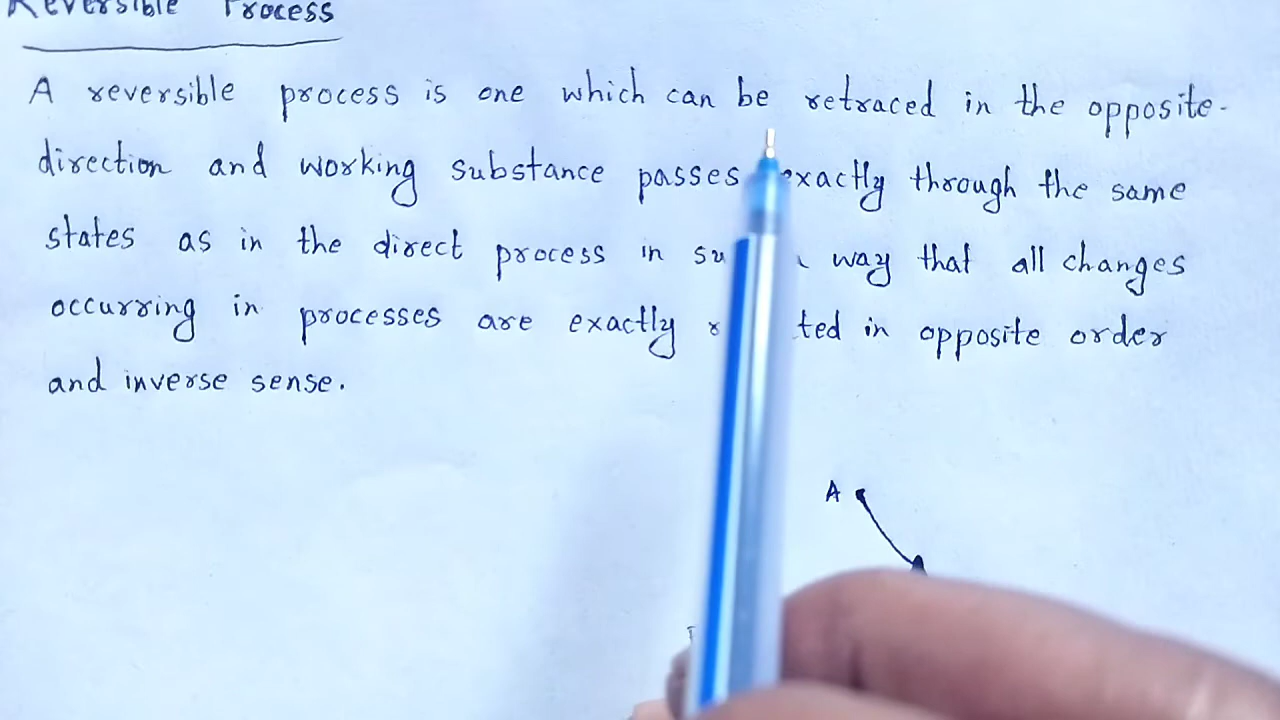 Reversible Process
A reversible process is one which can be retraced in the opposite-
direction and working substance passes exactly through the same
states as in the direct process in way that all changes
occurring in processes are exactly in opposite order
and inverse sense.
A